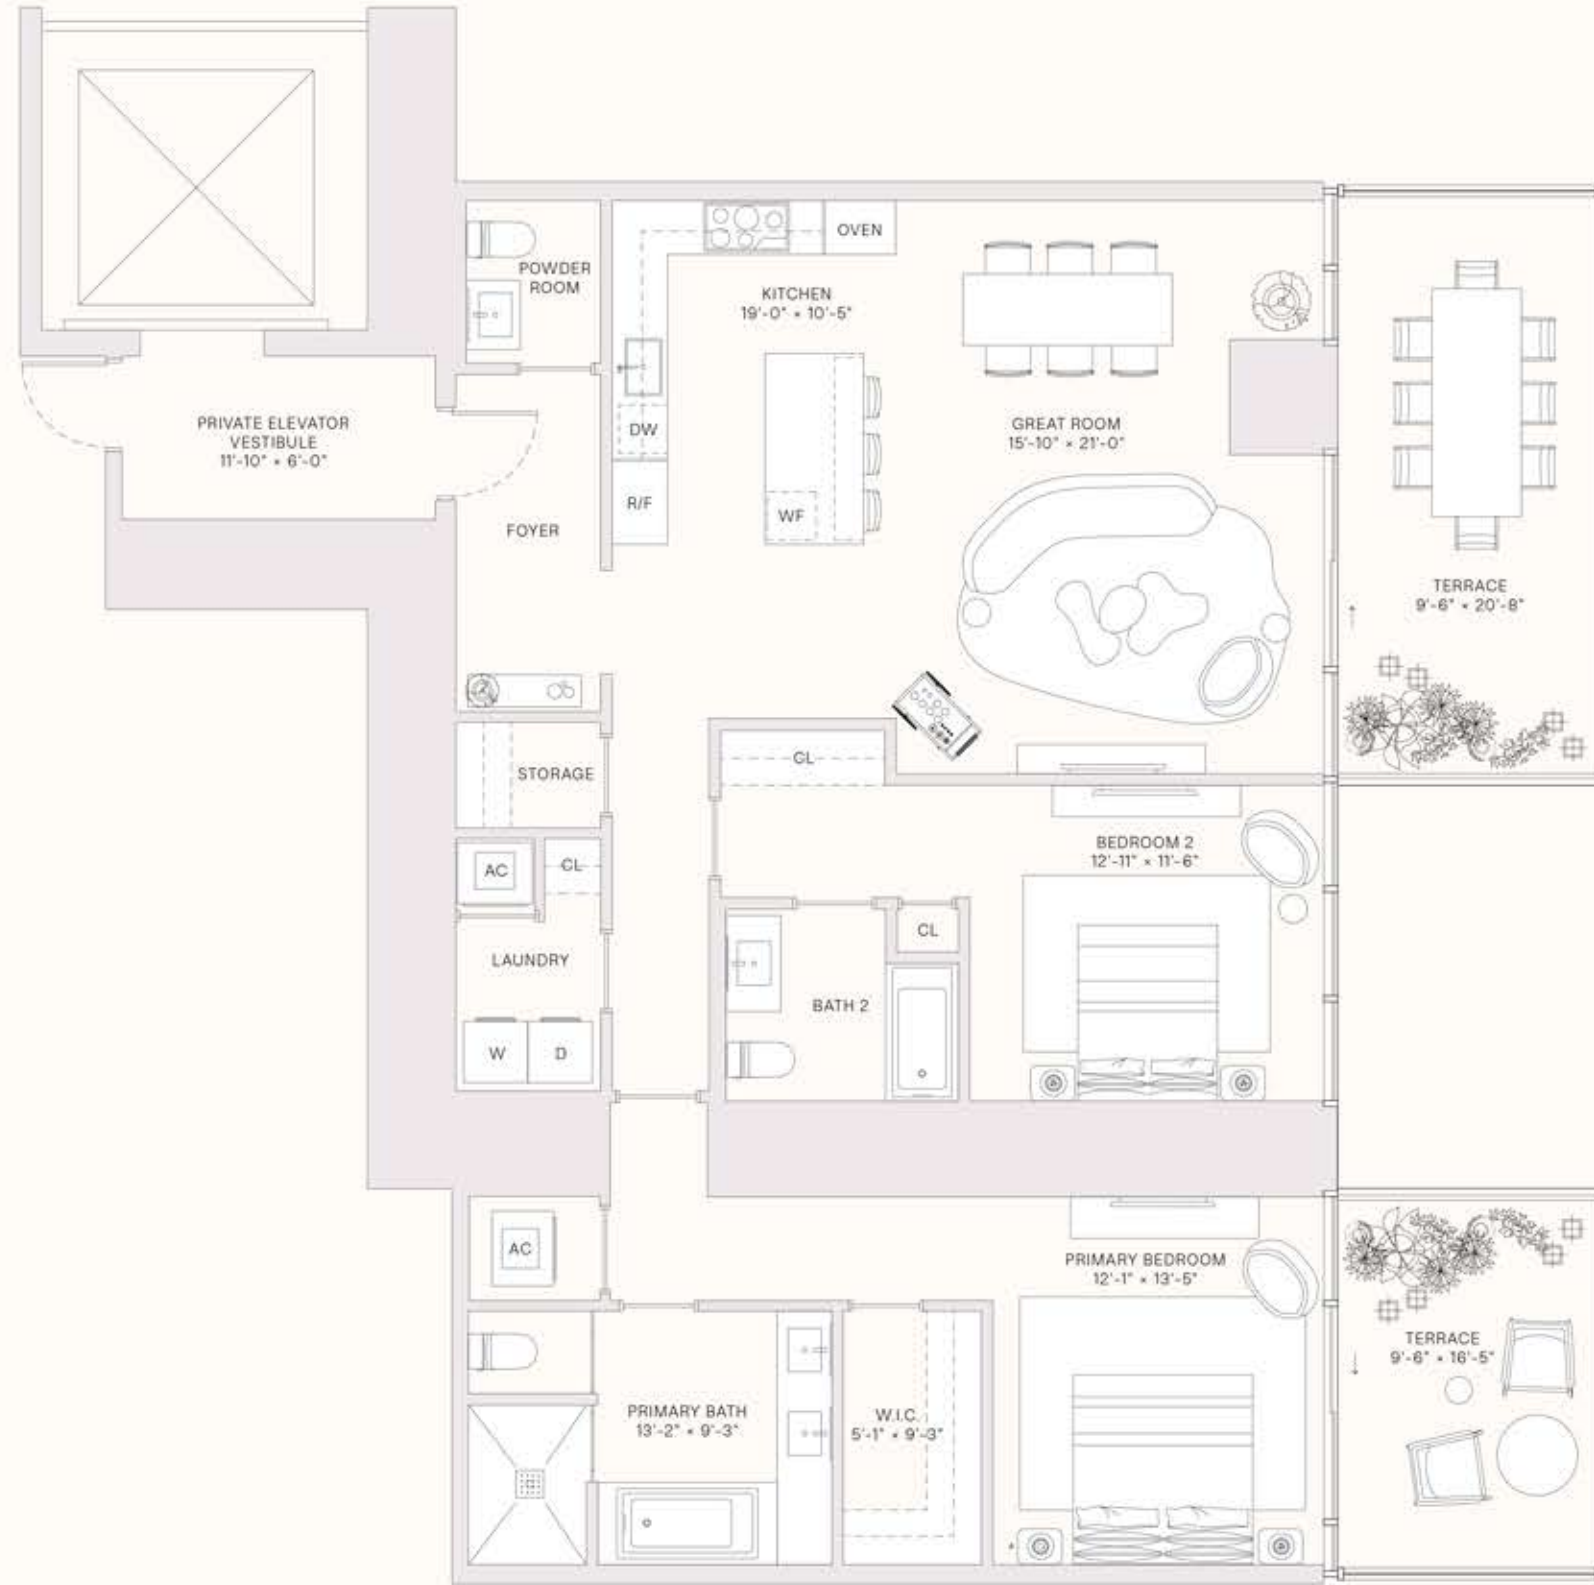 POWDER
ROOM
OVEN
KITCHEN
19'-0" × 10'-5"
PRIVATE ELEVATOR
VESTIBULE
11'-10" × 6'-0"
DW
GREAT ROOM
15'-10" × 21'-0"
R/F
WF
FOYER
TERRACE
9'-6" × 20'-8"
STORAGE
CL
AC
CL
BEDROOM 2
12'-11" × 11'-6"
CL
LAUNDRY
BATH 2
W
D
AC
PRIMARY BEDROOM
12'-1" × 13'-5"
TERRACE
9'-6" × 16'-5"
PRIMARY BATH
13'-2" × 9'-3"
W.I.C.
5'-1" × 9'-3"